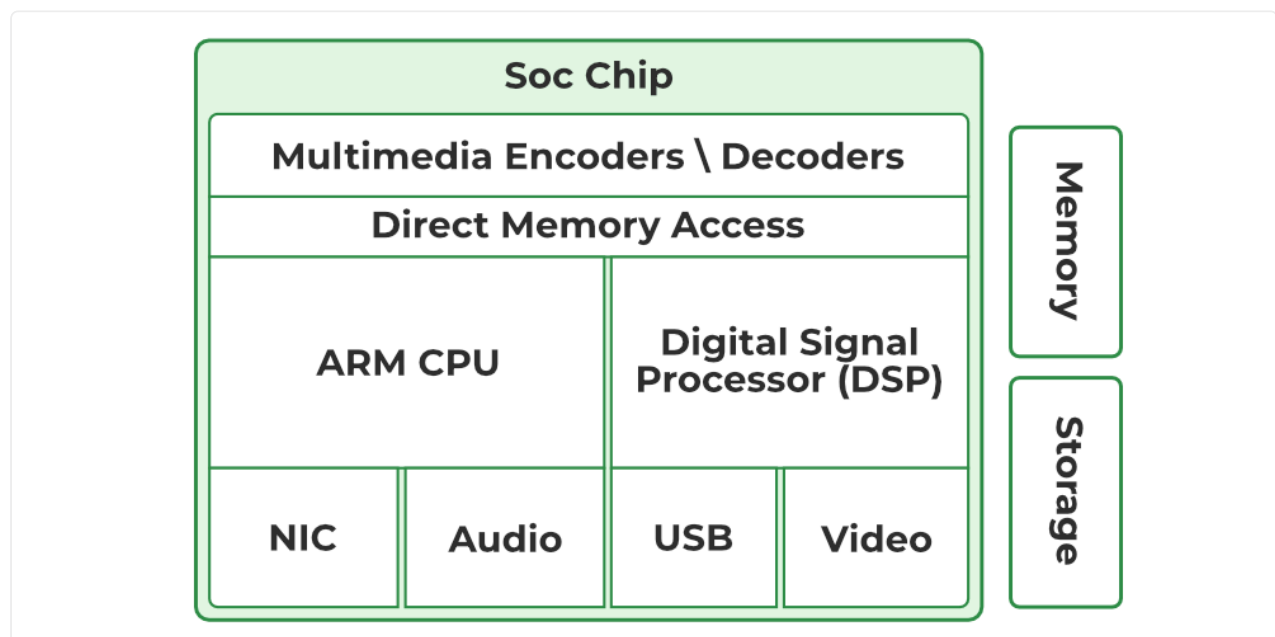 Soc Chip
Multimedia Encoders \ Decoders
Direct Memory Access
ARM CPU
Digital Signal
Processor (DSP)
NIC
Audio
USB
Video
Memory
Storage